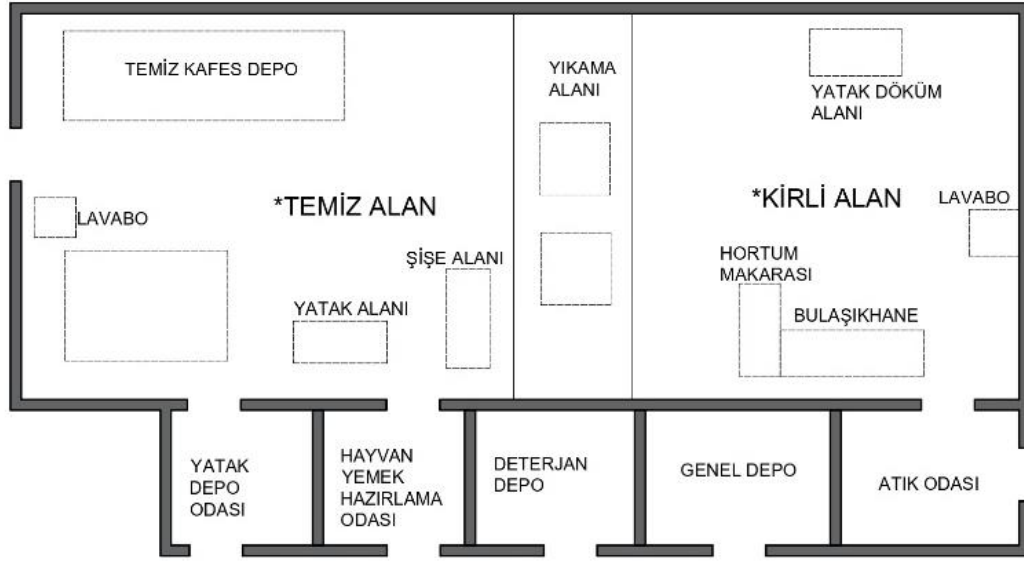 TEMİZ KAFES DEPO
YIKAMA
ALANI
YATAK DÖKÜM
ALANI
*TEMİZ ALAN
*KİRLİ ALAN
LAVABO
LAVABO
ŞİŞE ALANI
HORTUM
MAKARASI
YATAK ALANI
BULAŞIKHANE
YATAK
DEPO
ODASI
HAYVAN
YEMEK
HAZIRLAMA
ODASI
DETERJAN
DEPO
GENEL DEPO
ATIK ODASI